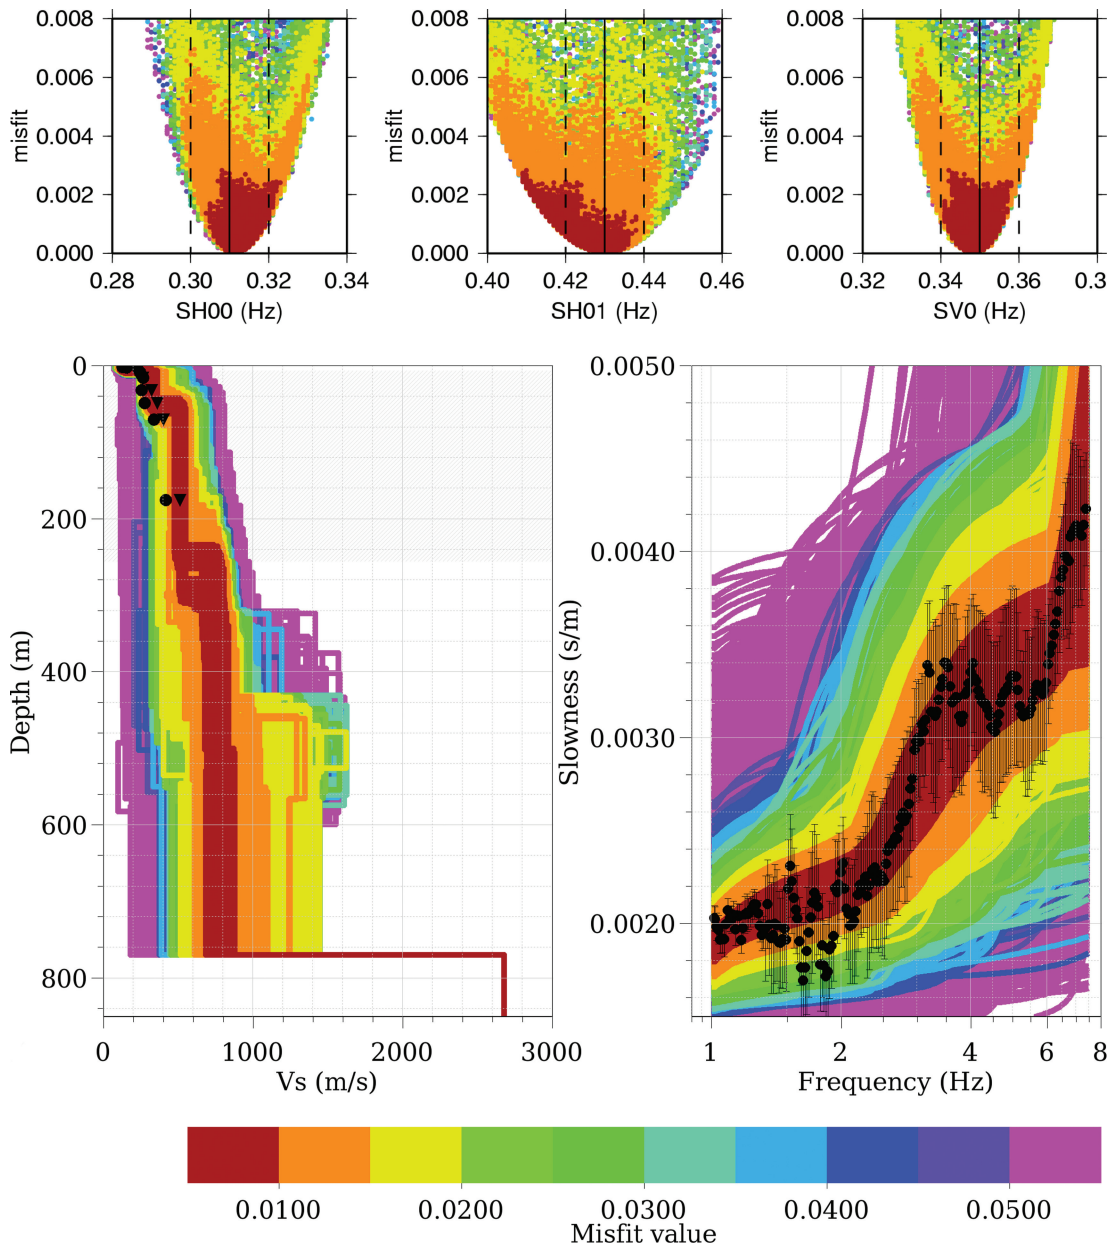 0.008
0.006
0.004
0.002
0.000
misfit
0.28 0.30 0.32 0.34
SH00 (Hz)
0.008
0.006
0.004
0.002
0.000
misfit
0.40 0.42 0.44 0.46
SH01 (Hz)
0.008
0.006
0.004
0.002
0.000
misfit
0.32 0.34 0.36 0.3
SV0 (Hz)
0
200
400
600
800
Depth (m)
0 1000 2000 3000
Vs (m/s)
0.0050
0.0040
0.0030
0.0020
Slowness (s/m)
1 2 4 6 8
Frequency (Hz)
0.0100 0.0200 0.0300 0.0400 0.0500
Misfit value